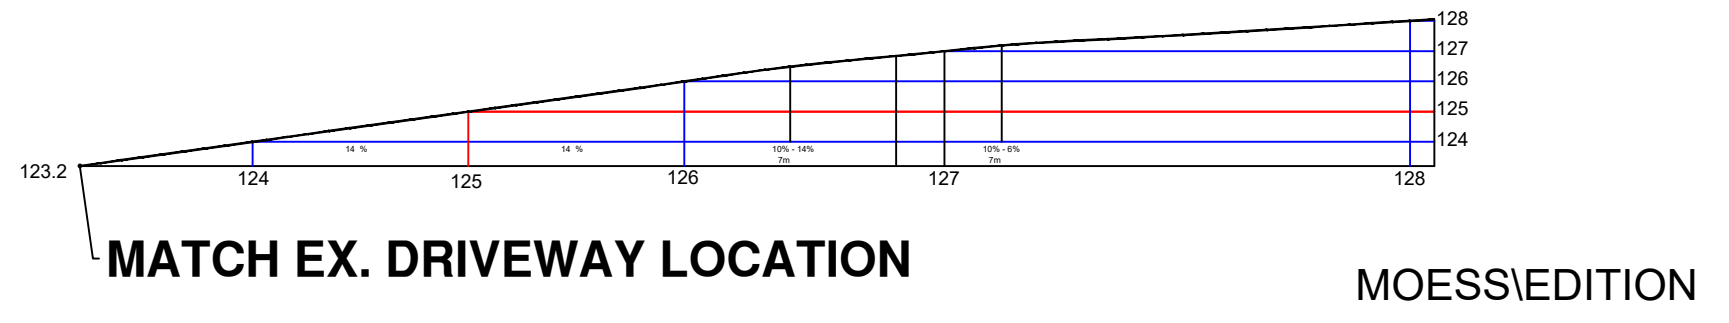 128
127
126
125
124
14 %
14 %
10% - 14%
7m
10% - 6%
7m
123.2
124
125
126
127
128
MATCH EX. DRIVEWAY LOCATION
MOESS\EDITION